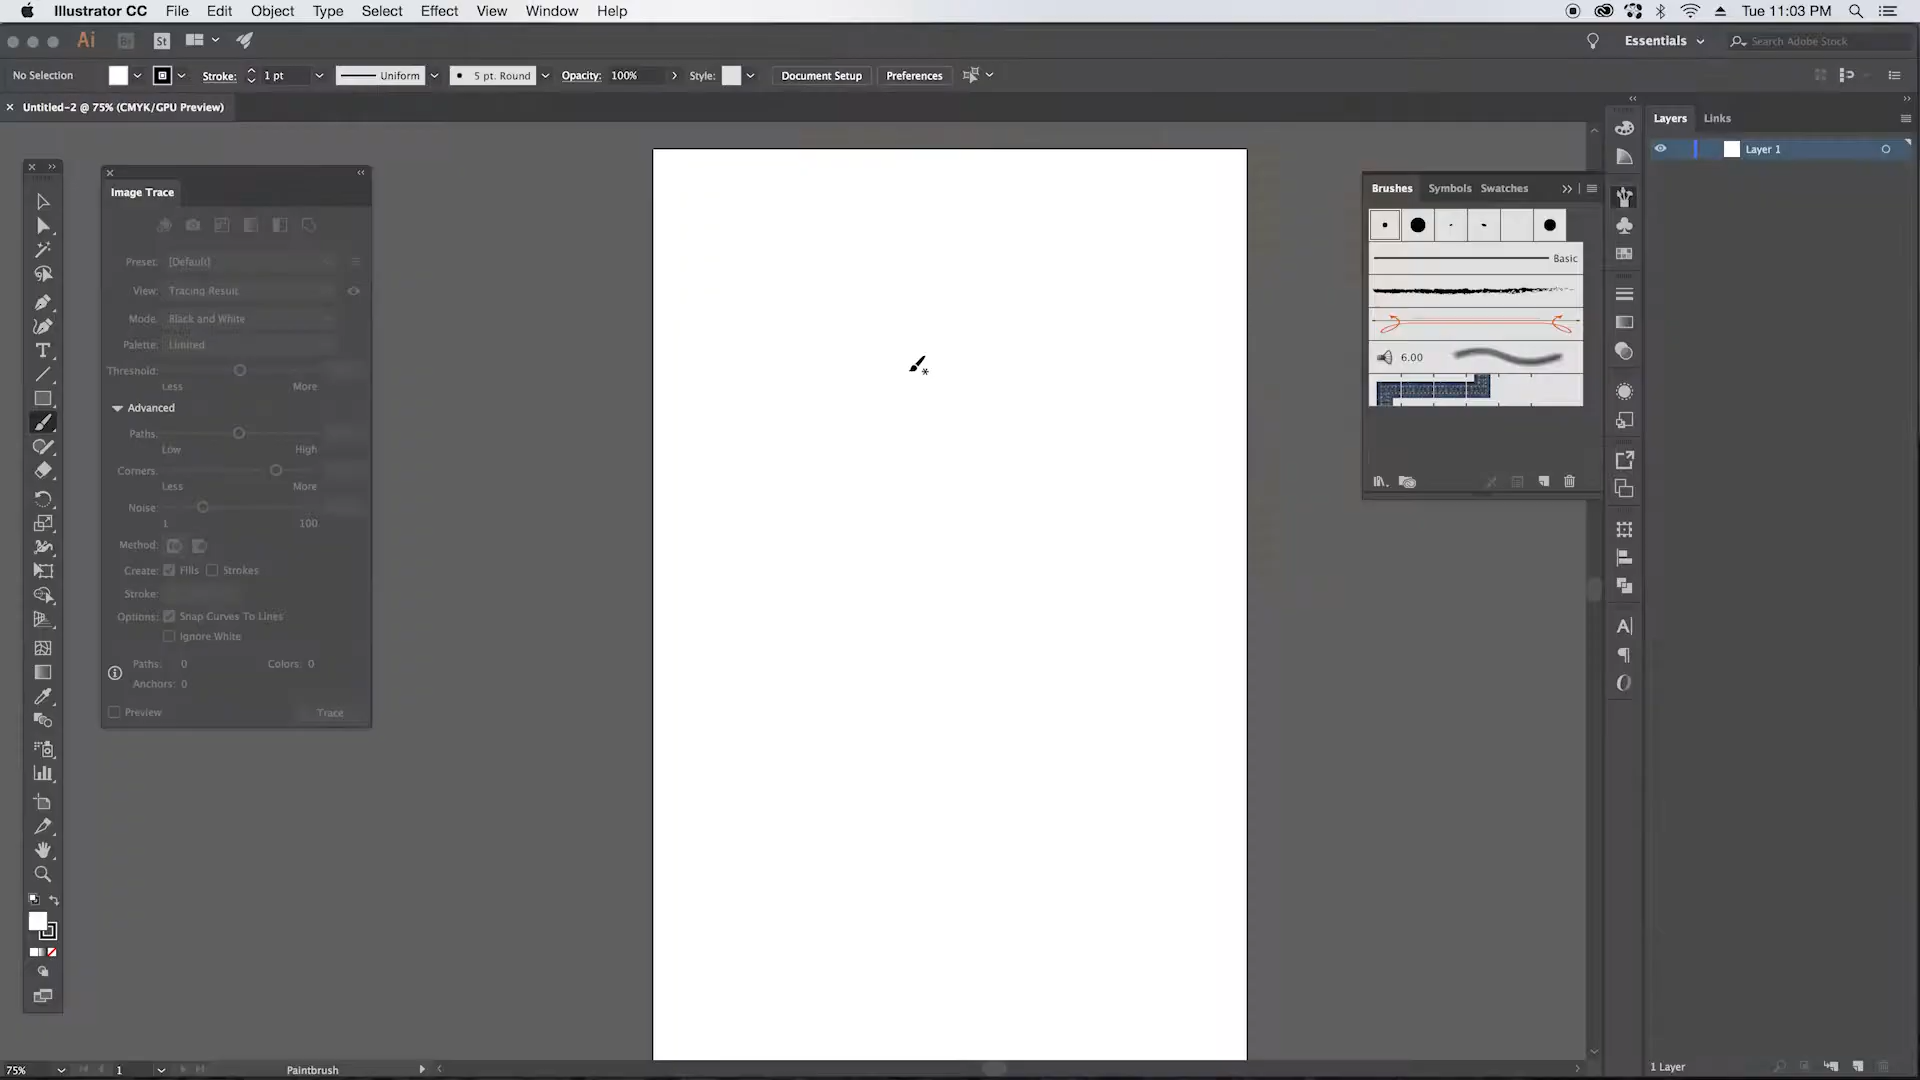 Illustrator CC File Edit Object Type Select Effect View Window Help Tue 11:03 PM
Ai Br St Essentials Search Adobe Stock
No Selection Stroke: 1 pt Uniform 5 pt. Round Opacity: 100% Style: Document Setup Preferences
Untitled-2 @ 75% (CMYK/GPU Preview)
Layers Links
Layer 1
Image Trace
Preset: [Default]
View: Tracing Result
Mode: Black and White
Palette: Limited
Threshold:
Less More
Advanced
Paths:
Low High
Corners:
Less More
Noise:
1 100
Method:
Create: Fills Strokes
Stroke:
Options: Snap Curves To Lines
Ignore White
Paths: 0 Colors: 0
Anchors: 0
Preview Trace
Brushes Symbols Swatches
Basic
6.00
75% 1 Paintbrush
1 Layer